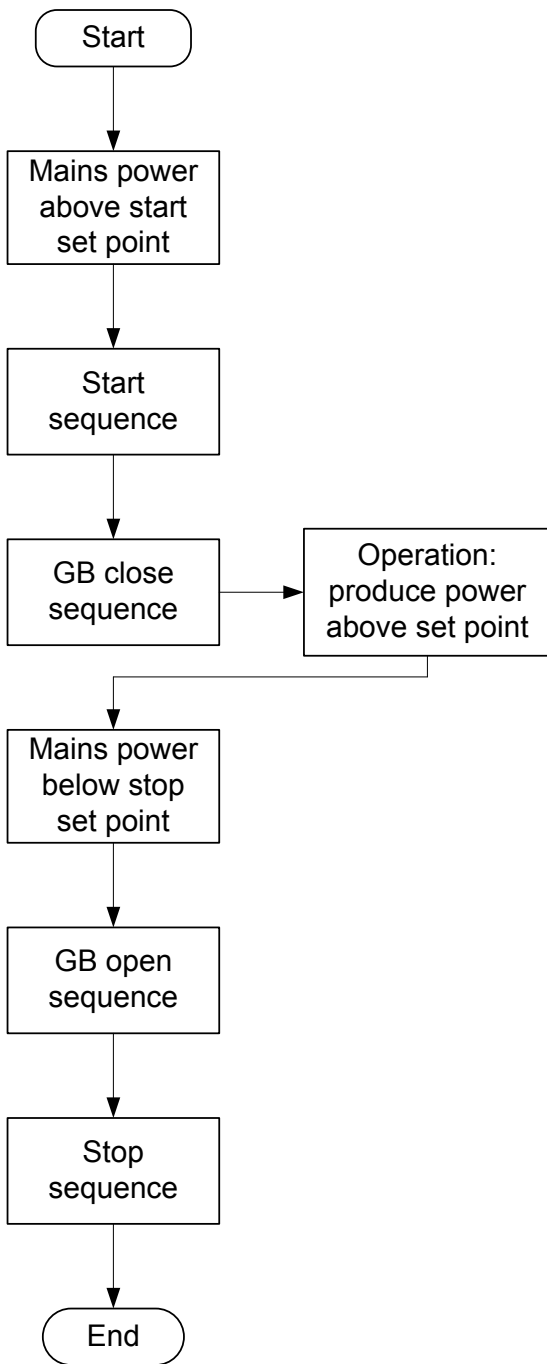 Start
Mains power
above start
set point
Start
sequence
GB close
sequence
Operation:
produce power
above set point
Mains power
below stop
set point
GB open
sequence
Stop
sequence
End